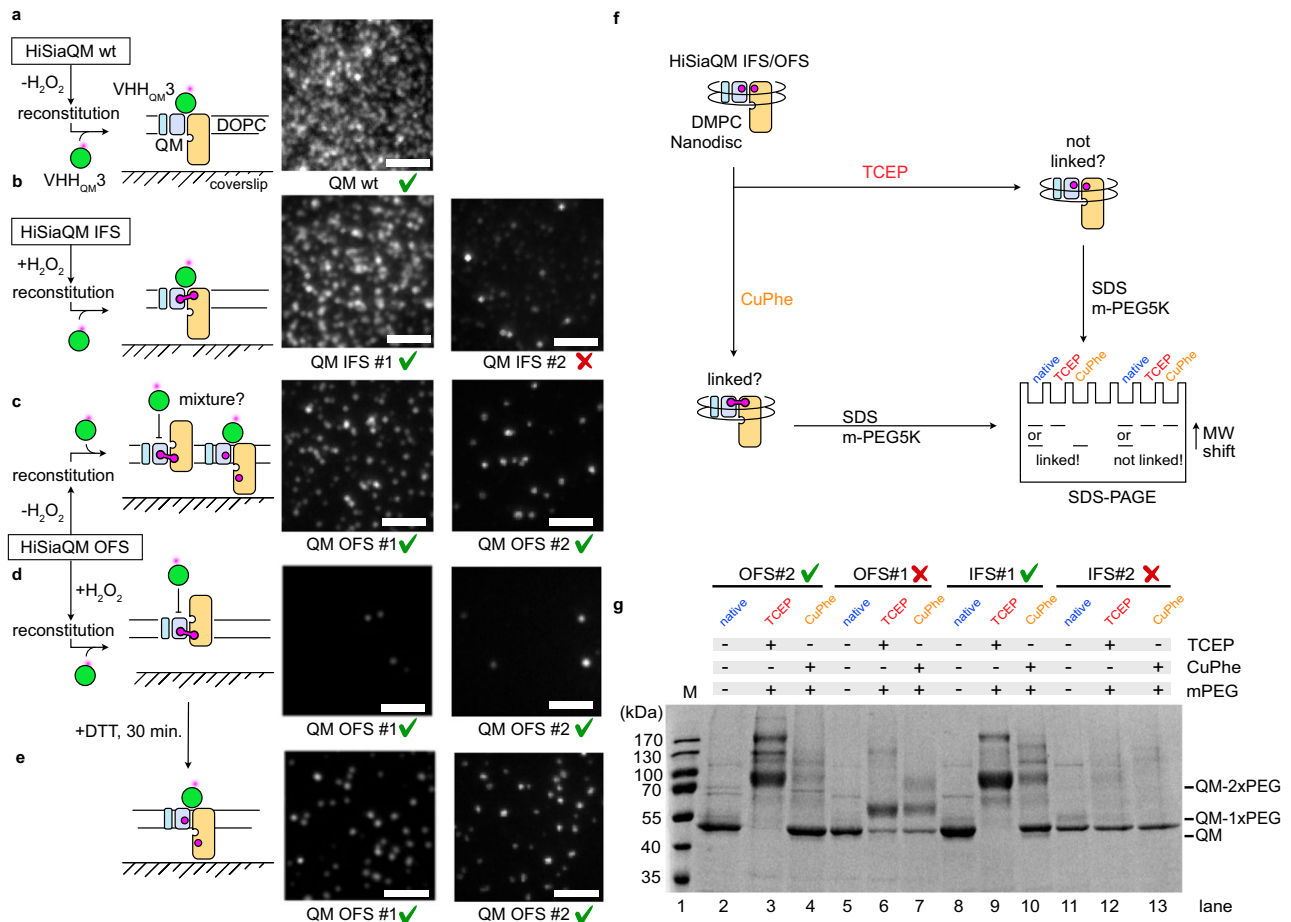 a
HiSiaQM wt
-H2O2
reconstitution
VHHQM3
VHHQM3
QM
DOPC
coverslip
QM wt
b
HiSiaQM IFS
+H2O2
reconstitution
QM IFS #1
QM IFS #2
c
mixture?
reconstitution
-H2O2
HiSiaQM OFS
QM OFS #1
QM OFS #2
d
+H2O2
reconstitution
QM OFS #1
QM OFS #2
+DTT, 30 min.
e
QM OFS #1
QM OFS #2
f
HiSiaQM IFS/OFS
DMPC
Nanodisc
TCEP
not
linked?
CuPhe
SDS
m-PEG5K
linked?
SDS
m-PEG5K
native TCEP CuPhe native TCEP CuPhe
or or
linked! not linked!
MW
shift
SDS-PAGE
g
OFS#2 OFS#1 IFS#1 IFS#2
native TCEP CuPhe native TCEP CuPhe native TCEP CuPhe native TCEP CuPhe
- + - - + - - + - - + - TCEP
- - + - - + - - + - - + CuPhe
M - + + - + + - + + - + + mPEG
(kDa)
170
130
100
70
55
40
35
QM-2xPEG
QM-1xPEG
QM
1 2 3 4 5 6 7 8 9 10 11 12 13 lane